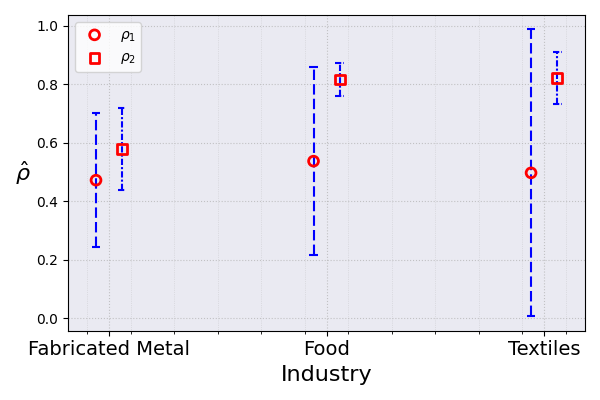 ρ₁
ρ₂
1.0
0.8
0.6
0.4
0.2
0.0
ρ̂
Fabricated Metal Food Textiles
Industry